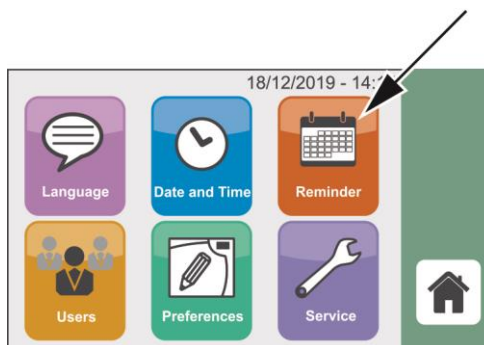 18/12/2019 - 14:
Language
Date and Time
Reminder
Users
Preferences
Service